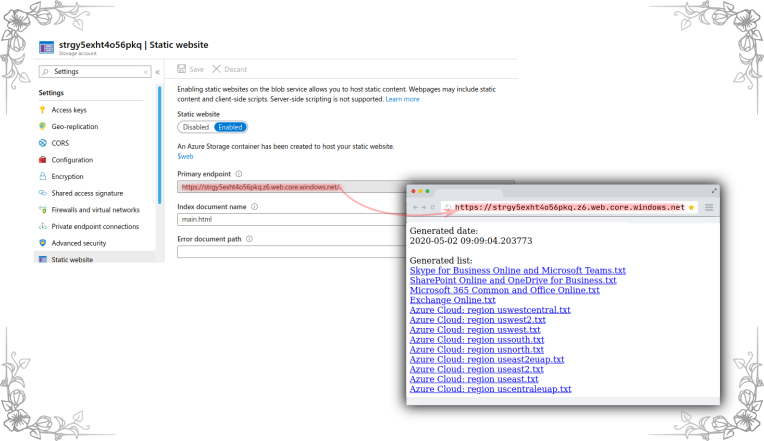 strgy5exht4o56pkq | Static website
Storage account
Settings
Save
Discard
Settings
Access keys
Geo-replication
CORS
Configuration
Encryption
Shared access signature
Firewalls and virtual networks
Private endpoint connections
Advanced security
Static website
Enabling static websites on the blob service allows you to host static content. Webpages may include static
content and client-side scripts. Server-side scripting is not supported. Learn more
Static website
Disabled Enabled
An Azure Storage container has been created to host your static website.
$web
Primary endpoint
https://strgy5exht4o56pkq.z6.web.core.windows.net/
Index document name
main.html
Error document path
https://strgy5exht4o56pkq.z6.web.core.windows.net
Generated date:
2020-05-02 09:09:04.203773
Generated list:
Skype for Business Online and Microsoft Teams.txt
SharePoint Online and OneDrive for Business.txt
Microsoft 365 Common and Office Online.txt
Exchange Online.txt
Azure Cloud: region uswestcentral.txt
Azure Cloud: region uswest2.txt
Azure Cloud: region uswest.txt
Azure Cloud: region ussouth.txt
Azure Cloud: region usnorth.txt
Azure Cloud: region useast2euap.txt
Azure Cloud: region useast2.txt
Azure Cloud: region useast.txt
Azure Cloud: region uscentraleuap.txt